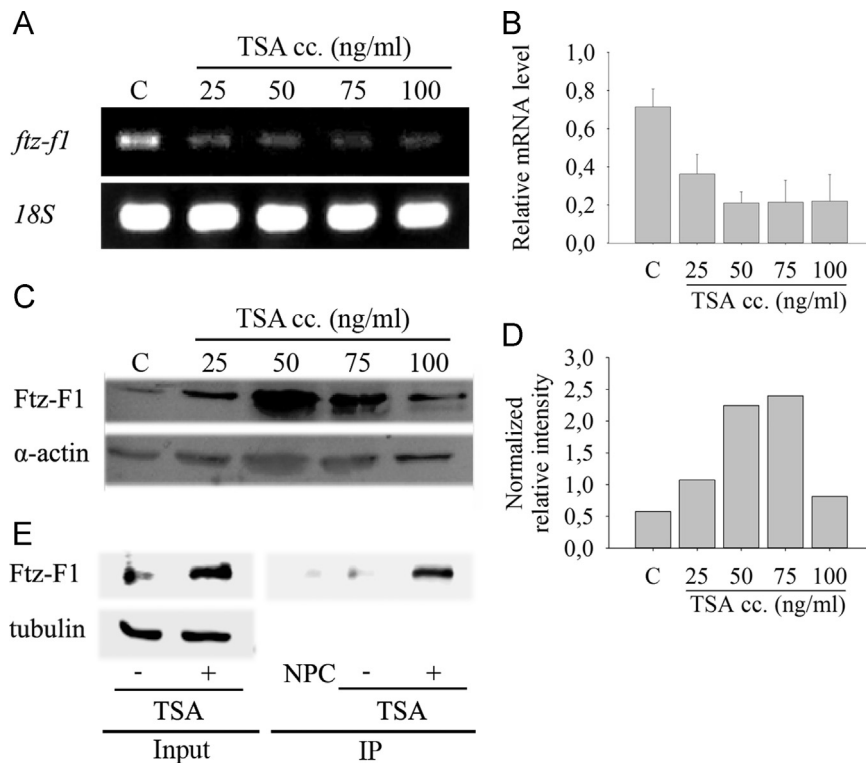 A
TSA cc. (ng/ml)
C 25 50 75 100
ftz-f1
18S
B
Relative mRNA level
1,0
0,8
0,6
0,4
0,2
0,0
C 25 50 75 100
TSA cc. (ng/ml)
C
TSA cc. (ng/ml)
C 25 50 75 100
Ftz-F1
α-actin
D
Normalized
relative intensity
3,0
2,5
2,0
1,5
1,0
0,5
0,0
C 25 50 75 100
TSA cc. (ng/ml)
E
Ftz-F1
tubulin
- + NPC - +
TSA TSA
Input IP